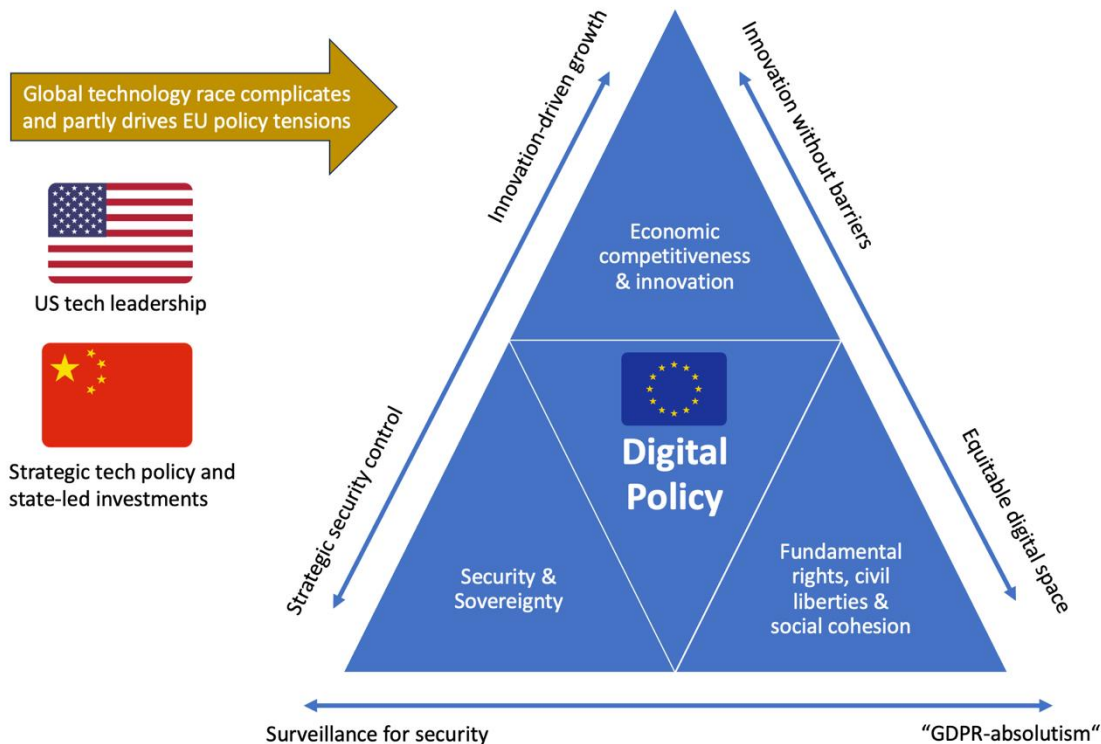 Global technology race complicates
and partly drives EU policy tensions
US tech leadership
Strategic tech policy and
state-led investments
Innovation-driven growth
Strategic security control
Innovation without barriers
Equitable digital space
Economic
competitiveness
& innovation
Digital
Policy
Security &
Sovereignty
Fundamental
rights, civil
liberties &
social cohesion
Surveillance for security
“GDPR-absolutism“